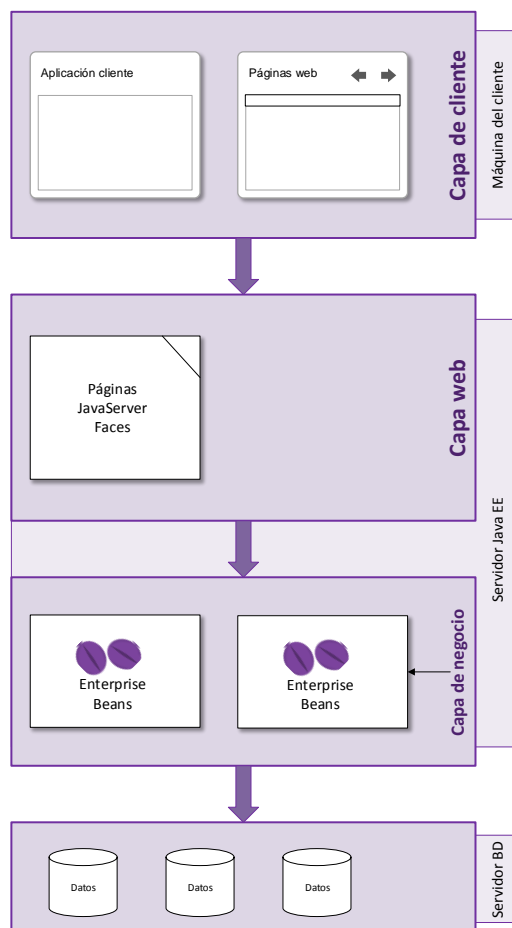 Aplicación cliente
Páginas web
Capa de cliente
Máquina del cliente
Páginas
JavaServer
Faces
Capa web
Servidor Java EE
Enterprise
Beans
Enterprise
Beans
Capa de negocio
Datos
Datos
Datos
Servidor BD